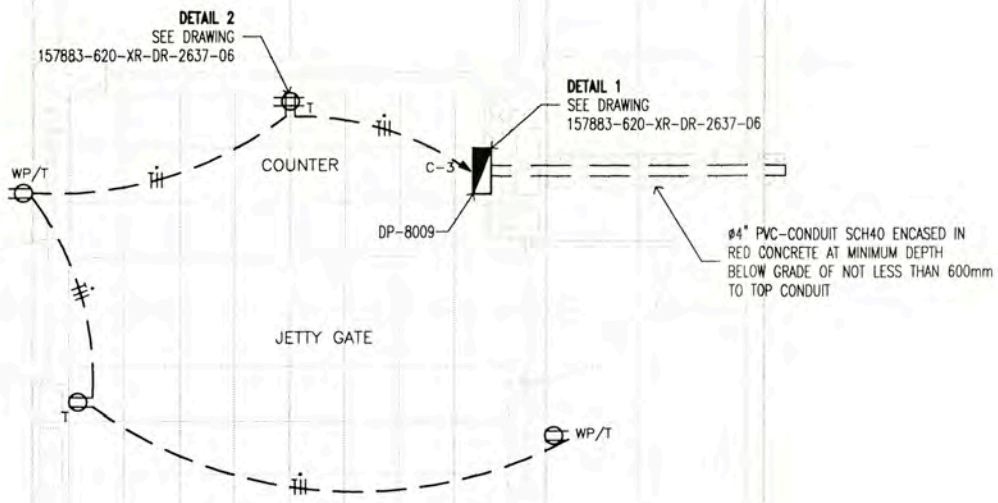 DETAIL 2
SEE DRAWING
157883-620-XR-DR-2637-06
T
DETAIL 1
SEE DRAWING
157883-620-XR-DR-2637-06
COUNTER
C-3
WP/T
DP-8009
ø4" PVC-CONDUIT SCH40 ENCASED IN
RED CONCRETE AT MINIMUM DEPTH
BELOW GRADE OF NOT LESS THAN 600mm
TO TOP CONDUIT
JETTY GATE
T
WP/T